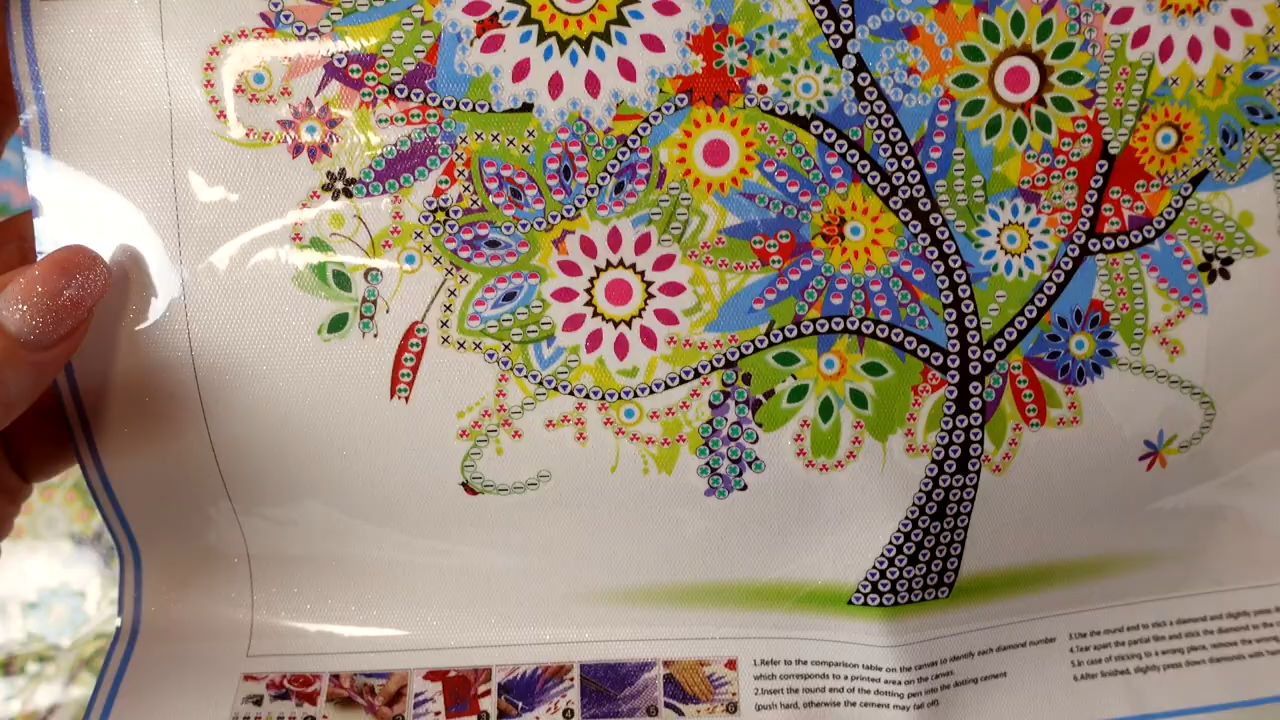 1.Refer to the comparison table on the canvas to identify each diamond number
which corresponds to a printed area on the canvas.
2.Insert the round end of the dotting pen into the dotting cement
(push hard, otherwise the cement may fall off).
3.Use the round end to stick a diamond and slightly press
4.Tear apart the partial film and stick the diamond to the
5.In case of sticking to a wrong place, remove the wrong
6.After finished, slightly press down diamonds with